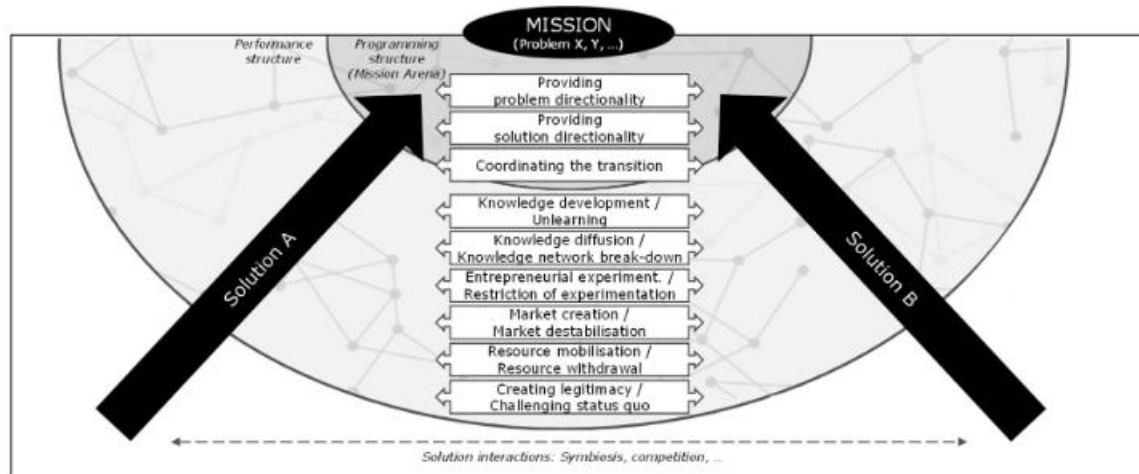 MISSION
(Problem X, Y, ...)
Performance
structure
Programming
structure
(Mission Arena)
Providing
problem directionality
Providing
solution directionality
Coordinating the transition
Knowledge development /
Unlearning
Knowledge diffusion /
Knowledge network break-down
Entrepreneurial experiment. /
Restriction of experimentation
Market creation /
Market destabilisation
Resource mobilisation /
Resource withdrawal
Creating legitimacy /
Challenging status quo
Solution A
Solution B
Solution interactions: Symbiosis, competition, ..